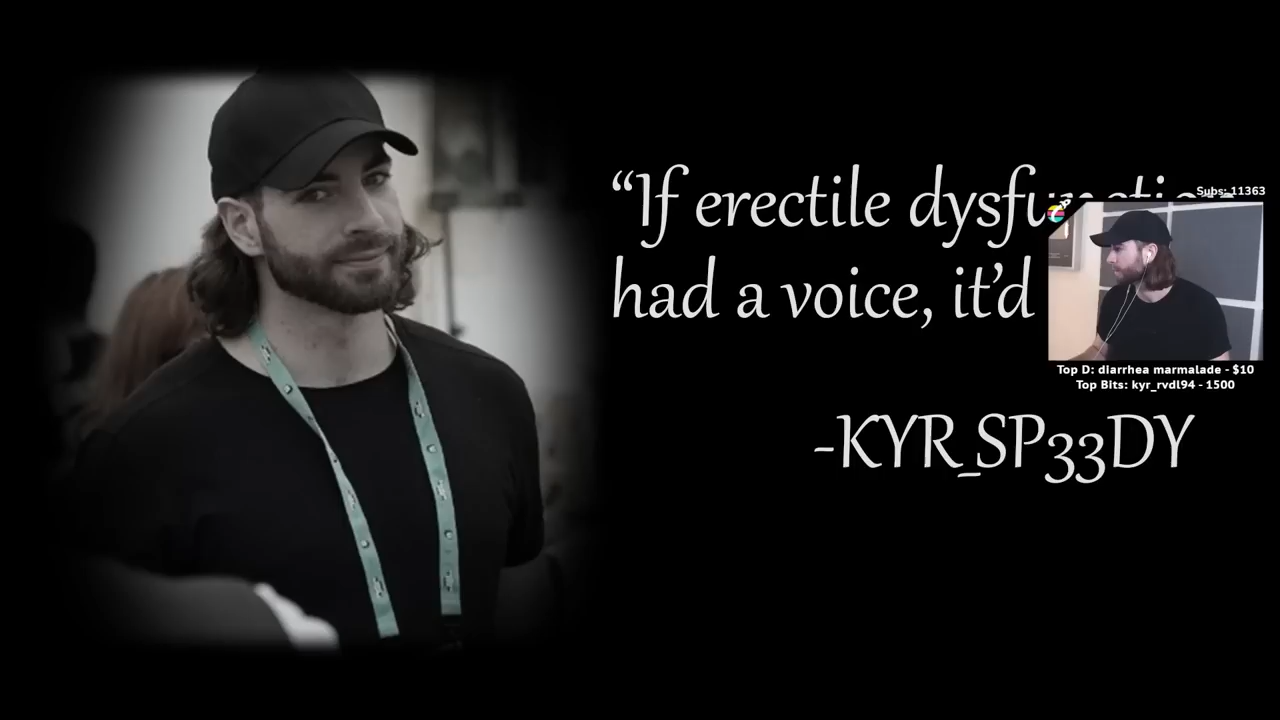 “If erectile
had a voice, it’d
-KYR_SP33DY
Subs: 11363
Top D: diarrhea marmalade - $10
Top Bits: kyr_rvdl94 - 1500